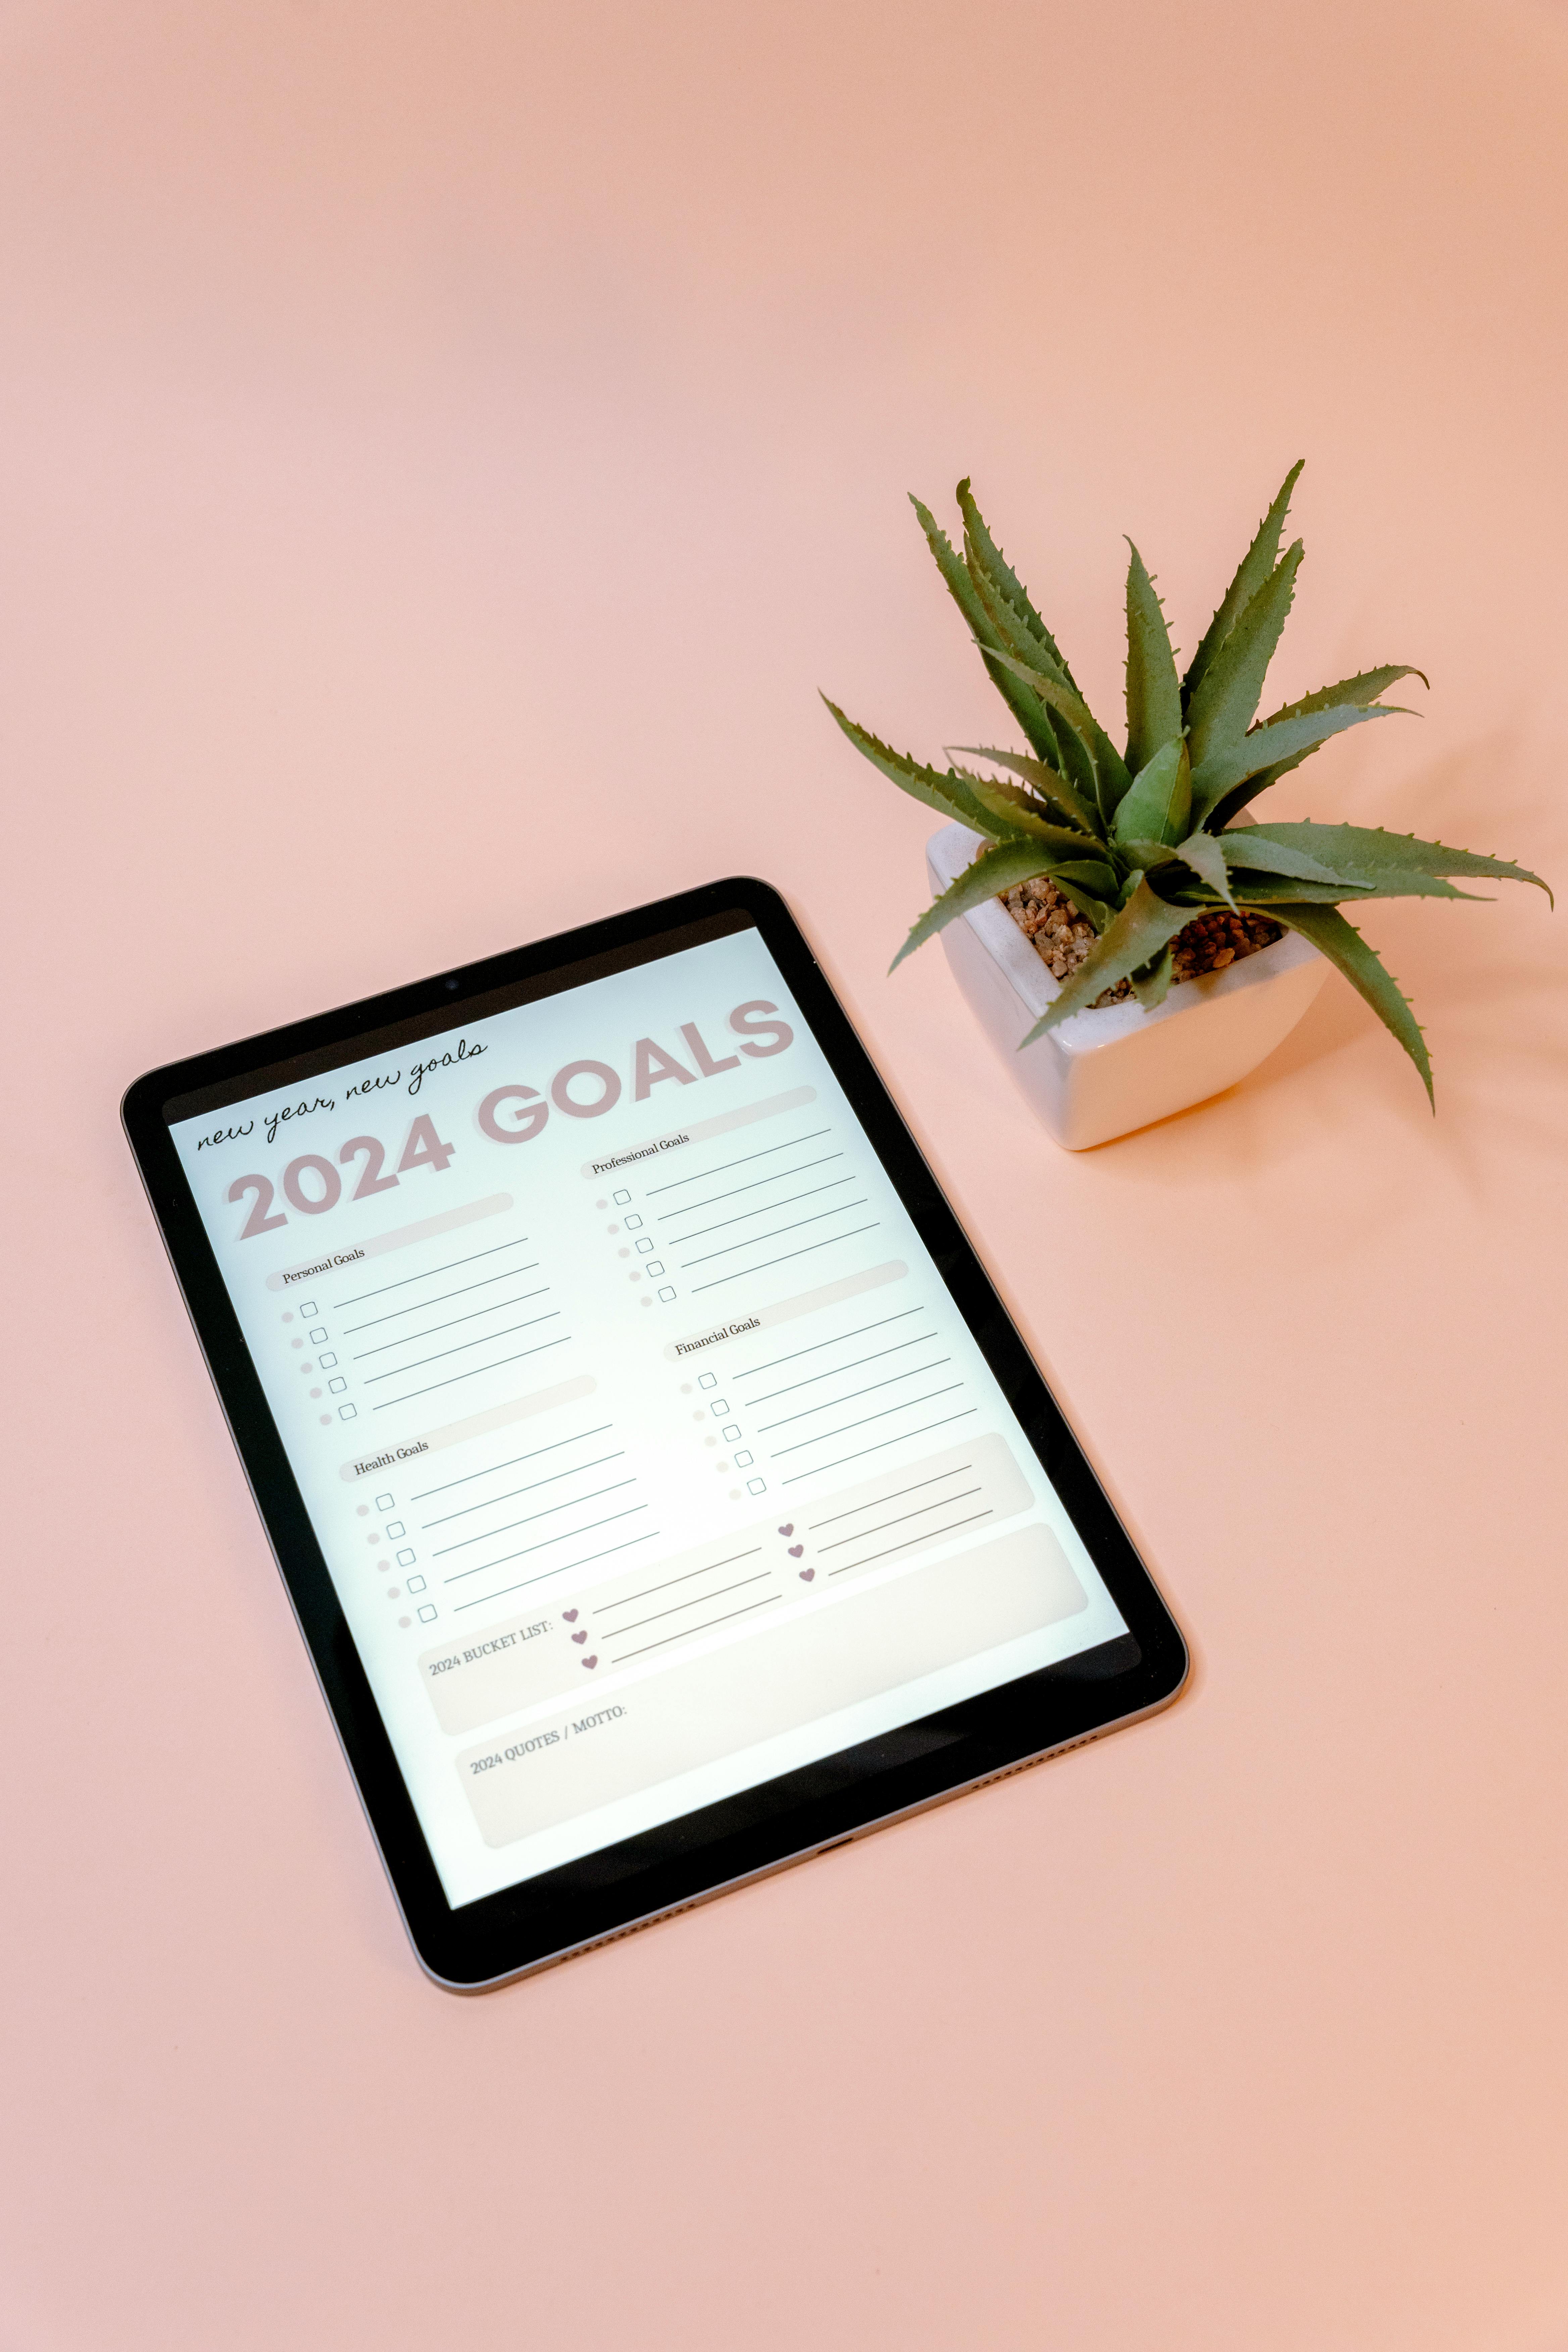 new year, new goals
2024 GOALS
Personal Goals
Professional Goals
Health Goals
Financial Goals
2024 BUCKET LIST:
2024 QUOTES / MOTTO: